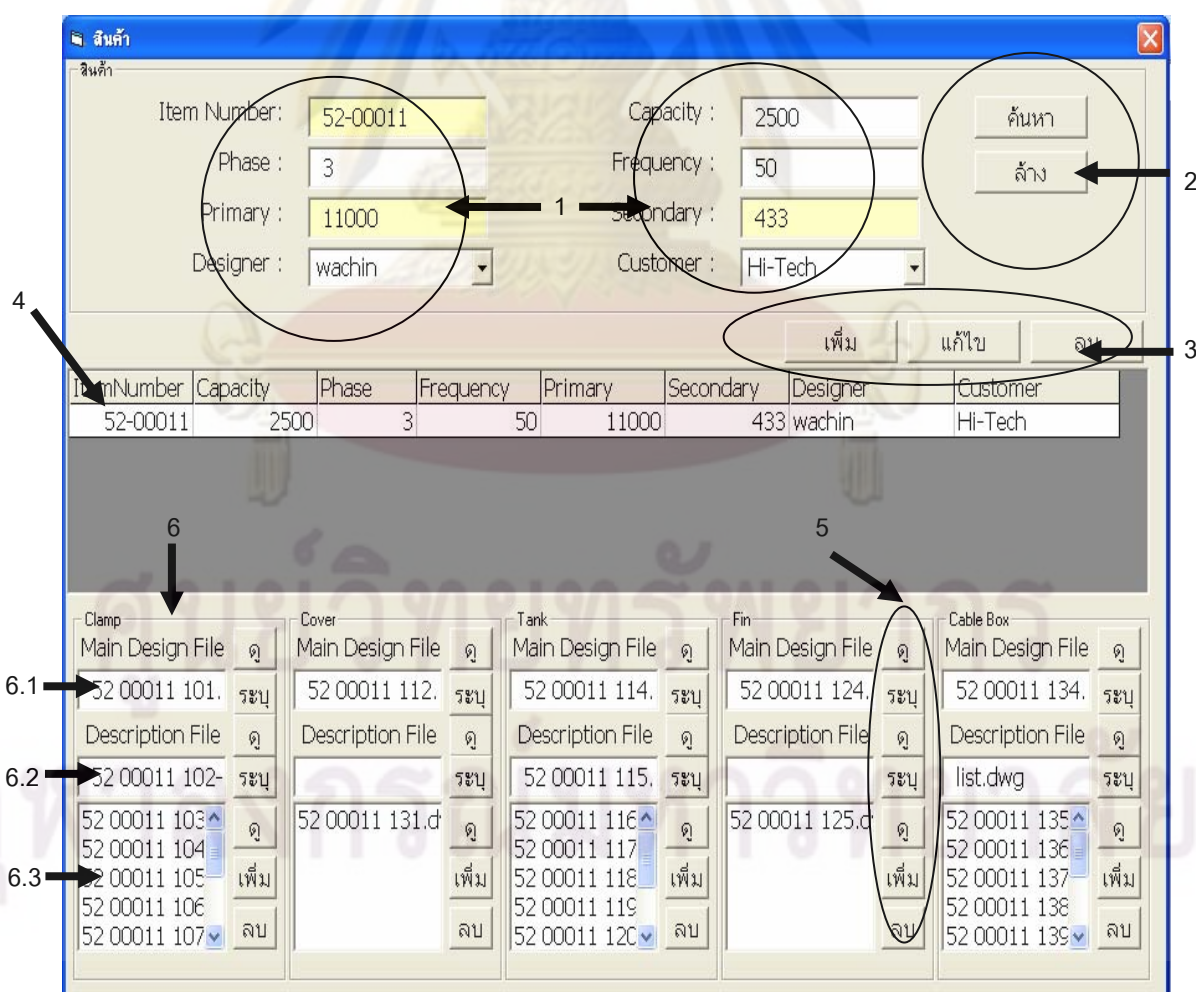 สินค้า
สินค้า
Item Number: 52-00011 Capacity : 2500 ค้นหา
Phase : 3 Frequency : 50 ล้าง 2
Primary : 11000 1 Secondary : 433
Designer : wachin Customer : Hi-Tech
4
เพิ่ม แก้ไข ลบ 3
ItemNumber Capacity Phase Frequency Primary Secondary Designer Customer
52-00011 2500 3 50 11000 433 wachin Hi-Tech
6 5
ศูนย์วิทยทรัพยากร
Clamp Cover Tank Fin Cable Box
Main Design File ดู Main Design File ดู Main Design File ดู Main Design File ดู Main Design File ดู
6.1 52 00011 101. ระบุ 52 00011 112. ระบุ 52 00011 114. ระบุ 52 00011 124. ระบุ 52 00011 134. ระบุ
Description File ดู Description File ดู Description File ดู Description File ดู Description File ดู
6.2 52 00011 102- ระบุ ระบุ 52 00011 115. ระบุ ระบุ list.dwg ระบุ
52 00011 103 ดู 52 00011 131.d ดู 52 00011 116 ดู 52 00011 125.d ดู 52 00011 135 ดู
52 00011 104 52 00011 117 52 00011 136
6.3 52 00011 105 เพิ่ม เพิ่ม 52 00011 118 เพิ่ม เพิ่ม 52 00011 137 เพิ่ม
52 00011 106 52 00011 119 52 00011 138
52 00011 107 ลบ ลบ 52 00011 120 ลบ ลบ 52 00011 139 ลบ